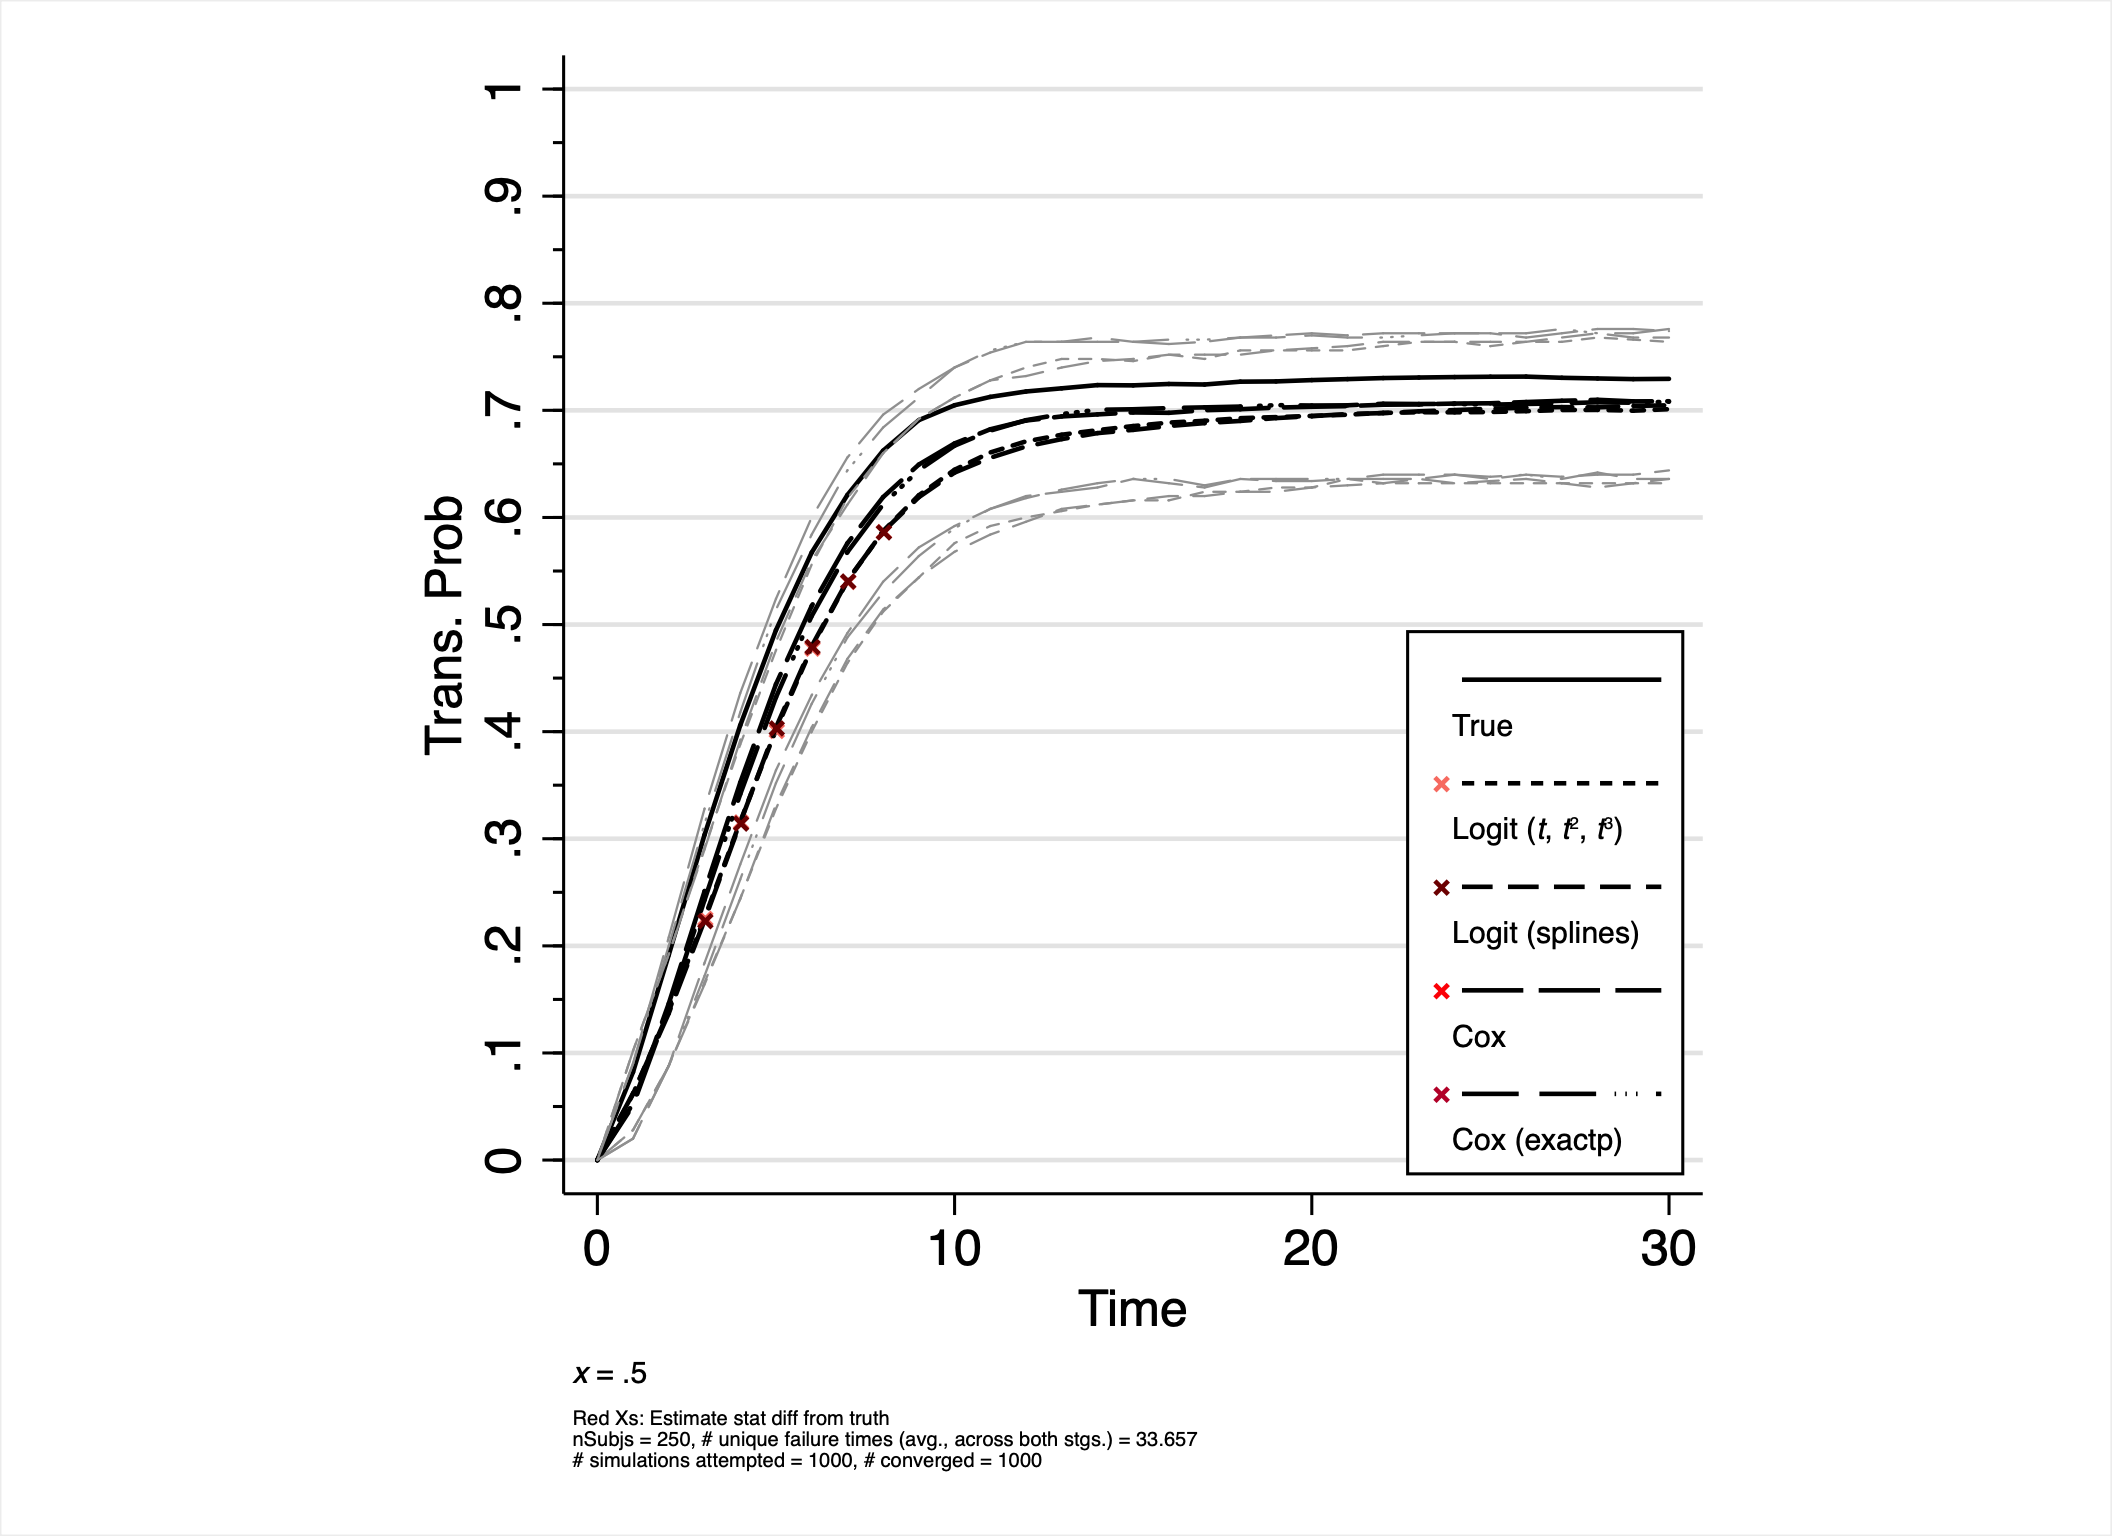 1
.9
.8
.7
.6
.5
.4
.3
.2
.1
0
Trans. Prob
True
Logit (t, t², t³)
Logit (splines)
Cox
Cox (exactp)
0 10 20 30
Time
x = .5
Red Xs: Estimate stat diff from truth
nSubjs = 250, # unique failure times (avg., across both stgs.) = 33.657
# simulations attempted = 1000, # converged = 1000